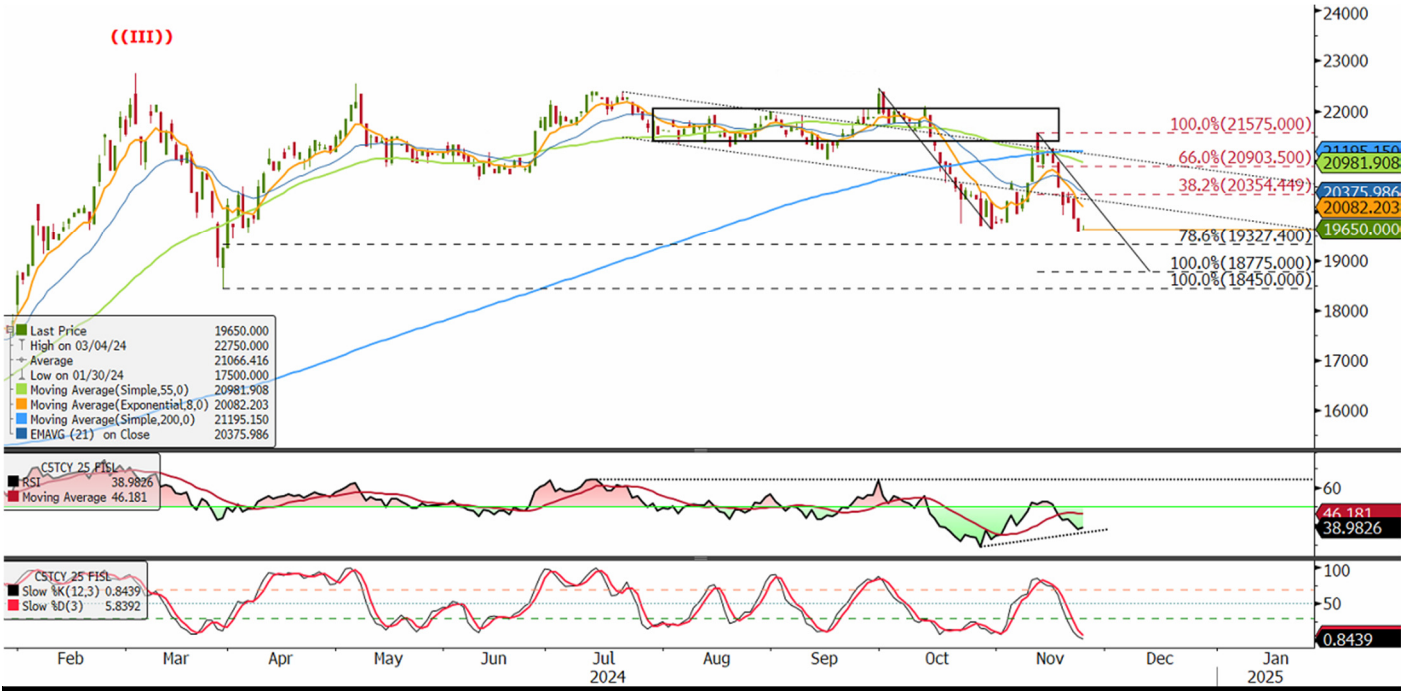 ((III))
24000
23000
22000
100.0%(21575.000)
21195.150
66.0%(20903.500)
20981.908
38.2%(20354.449)
20375.986
20082.203
78.6%(19327.400)
19650.000
100.0%(18775.000)
19000
100.0%(18450.000)
18000
17000
16000
Last Price 19650.000
High on 03/04/24 22750.000
Average 21066.416
Low on 01/30/24 17500.000
Moving Average(Simple,55,0) 20981.908
Moving Average(Exponential,8,0) 20082.203
Moving Average(Simple,200,0) 21195.150
EMAVG (21) on Close 20375.986
CSTCY 25 FISL
RSI 38.9826
Moving Average 46.181
60
46.181
38.9826
CSTCY 25 FISL
Slow %K(12,3) 0.8439
Slow %D(3) 5.8392
100
50
0.8439
Feb Mar Apr May Jun Jul Aug Sep Oct Nov Dec Jan
2024 2025